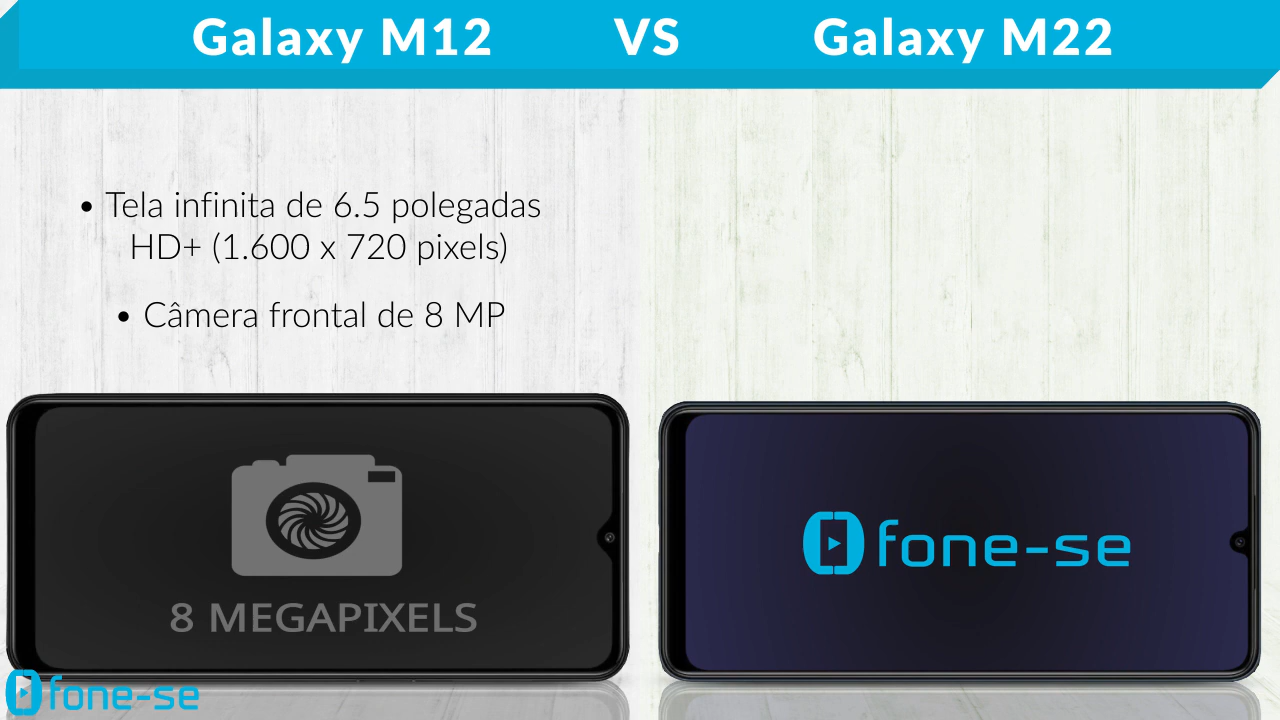 Galaxy M12 VS Galaxy M22
• Tela infinita de 6.5 polegadas
HD+ (1.600 x 720 pixels)
• Câmera frontal de 8 MP
8 MEGAPIXELS
fone-se
fone-se